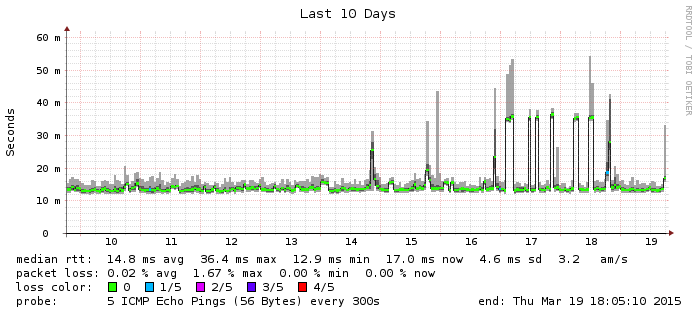 Last 10 Days
RRDTOOL / TOBI OETIKER
Seconds
60 m
50 m
40 m
30 m
20 m
10 m
0
10 11 12 13 14 15 16 17 18 19
median rtt: 14.8 ms avg 36.4 ms max 12.9 ms min 17.0 ms now 4.6 ms sd 3.2 am/s
packet loss: 0.02 % avg 1.67 % max 0.00 % min 0.00 % now
loss color: 0 1/5 2/5 3/5 4/5
probe: 5 ICMP Echo Pings (56 Bytes) every 300s end: Thu Mar 19 18:05:10 2015